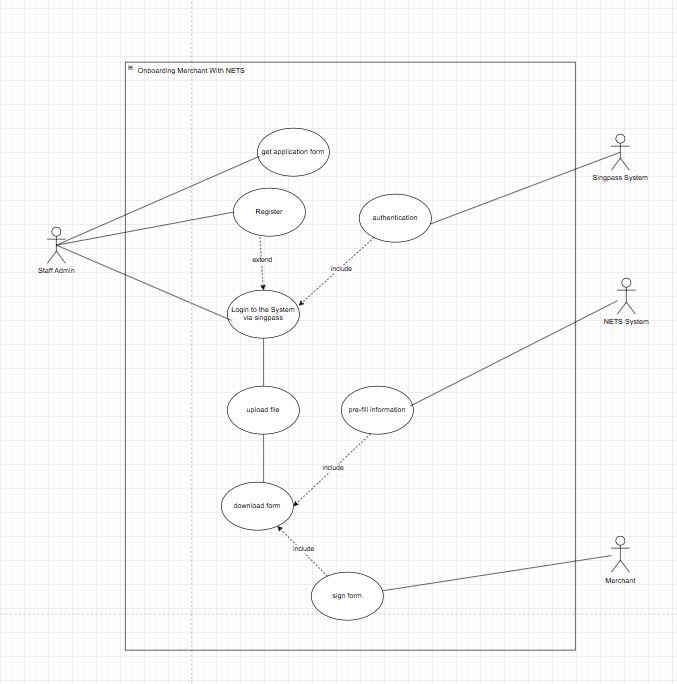 Onboarding Merchant With NETS
get application form
Singpass System
Register
authentication
Staff Admin
extend
include
Login to the System
via singpass
NETS System
upload file
pre-fill information
include
download form
include
Merchant
sign form